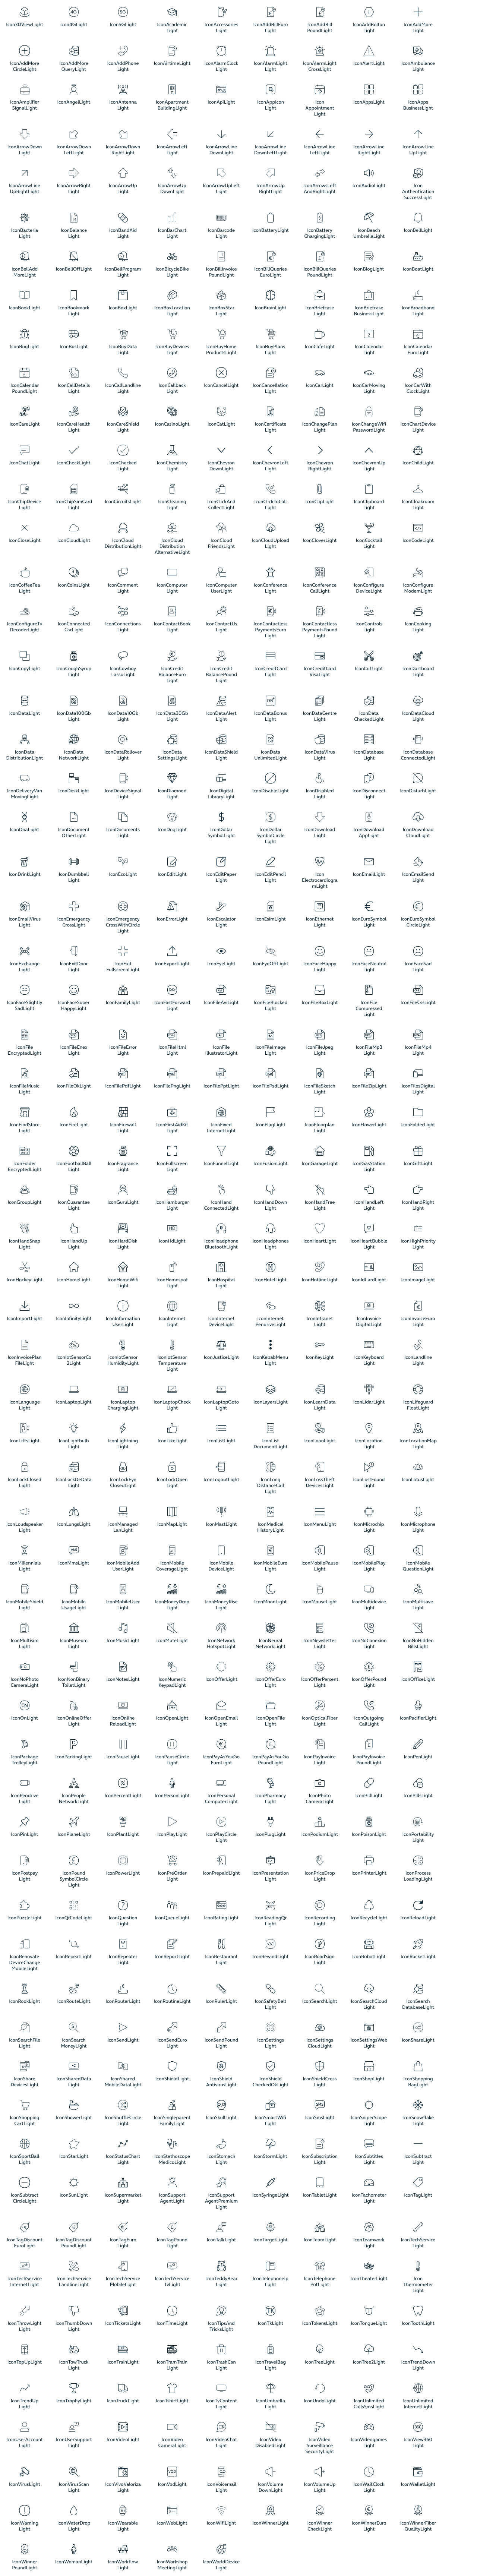 Icon3DViewLight Icon4GLight Icon5GLight IconAcademic Light IconAccessories Light IconAddBillEuro Light IconAddBill PoundLight IconAddBolton Light IconAddMore Light
IconAddMore CircleLight IconAddMore QueryLight IconAddPhone Light IconAirtimeLight IconAlarmClock Light IconAlarmLight Light IconAlarmLight CrossLight IconAlertLight IconAmbulance Light
IconAmplifier SignalLight IconAngelLight IconAntenna Light IconApartment BuildingLight IconApiLight IconAppIcon Light Icon Appointment Light IconAppsLight IconApps BusinessLight
IconArrowDown Light IconArrowDown LeftLight IconArrowDown RightLight IconArrowLeft Light IconArrowLine DownLight IconArrowLine DownLeftLight IconArrowLine LeftLight IconArrowLine RightLight IconArrowLine UpLight
IconArrowLine UpRightLight IconArrowRight Light IconArrowUp Light IconArrowUp DownLight IconArrowUpLeft Light IconArrowUp RightLight IconArrowsLeft AndRightLight IconAudioLight Icon Authentication SuccessLight
IconBacteria Light IconBalance Light IconBandAid Light IconBarChart Light IconBarcode Light IconBatteryLight IconBattery ChargingLight IconBeach UmbrellaLight IconBellLight
IconBellAdd MoreLight IconBellOffLight IconBellProgram Light IconBicycleBike Light IconBillInvoice PoundLight IconBillQueries EuroLight IconBillQueries PoundLight IconBlogLight IconBoatLight
IconBookLight IconBookmark Light IconBoxLight IconBoxLocation Light IconBoxStar Light IconBrainLight IconBriefcase Light IconBriefcase BusinessLight IconBroadband Light
IconBugLight IconBusLight IconBuyData Light IconBuyDevices Light IconBuyHome ProductsLight IconBuyPlans Light IconCafeLight IconCalendar Light IconCalendar EuroLight
IconCalendar PoundLight IconCallDetails Light IconCallLandline Light IconCallback Light IconCancelLight IconCancellation Light IconCarLight IconCarMoving Light IconCarWith ClockLight
IconCareLight IconCareHealth Light IconCareShield Light IconCasinoLight IconCatLight IconCertificate Light IconChangePlan Light IconChangeWifi PasswordLight IconChartDevice Light
IconChatLight IconCheckLight IconChecked Light IconChemistry Light IconChevron DownLight IconChevronLeft Light IconChevron RightLight IconChevronUp Light IconChildLight
IconChipDevice Light IconChipSimCard Light IconCircuitsLight IconCleaning Light IconClickAnd CollectLight IconClickToCall Light IconClipLight IconClipboard Light IconCloakroom Light
IconCloseLight IconCloudLight IconCloud DistributionLight IconCloud Distribution AlternativeLight IconCloud FriendsLight IconCloudUpload Light IconCloverLight IconCocktail Light IconCodeLight
IconCoffeeTea Light IconCoinsLight IconComment Light IconComputer Light IconComputer UserLight IconConference Light IconConference CallLight IconConfigure DeviceLight IconConfigure ModemLight
IconConfigureTv DecoderLight IconConnected CarLight IconConnections Light IconContactBook Light IconContactUs Light IconContactless PaymentsEuro Light IconContactless PaymentsPound Light IconControls Light IconCooking Light
IconCopyLight IconCoughSyrup Light IconCowboy LassoLight IconCredit BalanceEuro Light IconCredit BalancePound Light IconCreditCard Light IconCreditCard VisaLight IconCutLight IconDartboard Light
IconDataLight IconData100Gb Light IconData10Gb Light IconData30Gb Light IconDataAlert Light IconDataBonus Light IconDataCentre Light IconData CheckedLight IconDataCloud Light
IconData DistributionLight IconData NetworkLight IconDataRollover Light IconData SettingsLight IconDataShield Light IconData UnlimitedLight IconDataVirus Light IconDatabase Light IconDatabase ConnectedLight
IconDeliveryVan MovingLight IconDeskLight IconDeviceSignal Light IconDiamond Light IconDigital LibraryLight IconDisableLight IconDisabled Light IconDisconnect Light IconDisturbLight
IconDnaLight IconDocument OtherLight IconDocuments Light IconDogLight IconDollar SymbolLight IconDollar SymbolCircle Light IconDownload Light IconDownload AppLight IconDownload CloudLight
IconDrinkLight IconDumbbell Light IconEcoLight IconEditLight IconEditPaper Light IconEditPencil Light Icon Electrocardiogra mLight IconEmailLight IconEmailSend Light
IconEmailVirus Light IconEmergency CrossLight IconEmergency CrossWithCircle Light IconErrorLight IconEscalator Light IconEsimLight IconEthernet Light IconEuroSymbol Light IconEuroSymbol CircleLight
IconExchange Light IconExitDoor Light IconExit FullscreenLight IconExportLight IconEyeLight IconEyeOffLight IconFaceHappy Light IconFaceNeutral Light IconFaceSad Light
IconFaceSlightly SadLight IconFaceSuper HappyLight IconFamilyLight IconFastForward Light IconFileAviLight IconFileBlocked Light IconFileBoxLight IconFile Compressed Light IconFileCssLight
IconFile EncryptedLight IconFileEnex Light IconFileError Light IconFileHtml Light IconFile IllustratorLight IconFileImage Light IconFileJpeg Light IconFileMp3 Light IconFileMp4 Light
IconFileMusic Light IconFileOkLight IconFilePdfLight IconFilePngLight IconFilePptLight IconFilePsdLight IconFileSketch Light IconFileZipLight IconFilesDigital Light
IconFindStore Light IconFireLight IconFirewall Light IconFirstAidKit Light IconFixed InternetLight IconFlagLight IconFloorplan Light IconFlowerLight IconFolderLight
IconFolder EncryptedLight IconFootballBall Light IconFragrance Light IconFullscreen Light IconFunnelLight IconFusionLight IconGarageLight IconGasStation Light IconGiftLight
IconGroupLight IconGuarantee Light IconGuruLight IconHamburger Light IconHand ConnectedLight IconHandDown Light IconHandFree Light IconHandLeft Light IconHandRight Light
IconHandSnap Light IconHandUp Light IconHardDisk Light IconHdLight IconHeadphone BluetoothLight IconHeadphones Light IconHeartLight IconHeartBubble Light IconHighPriority Light
IconHockeyLight IconHomeLight IconHomeWifi Light IconHomespot Light IconHospital Light IconHotelLight IconHotlineLight IconIdCardLight IconImageLight
IconImportLight IconInfinityLight IconInformation UserLight IconInternet Light IconInternet DeviceLight IconInternet PendriveLight IconIntranet Light IconInvoice DigitalLight IconInvoiceEuro Light
IconInvoicePlan FileLight IconIotSensorCo 2Light IconIotSensor HumidityLight IconIotSensor Temperature Light IconJusticeLight IconKebabMenu Light IconKeyLight IconKeyboard Light IconLandline Light
IconLanguage Light IconLaptopLight IconLaptop ChargingLight IconLaptopCheck Light IconLaptopGoto Light IconLayersLight IconLearnData Light IconLidarLight IconLifeguard FloatLight
IconLiftsLight IconLightbulb Light IconLightning Light IconLikeLight IconListLight IconList DocumentLight IconLoanLight IconLocation Light IconLocationMap Light
IconLockClosed Light IconLockDeData Light IconLockEye ClosedLight IconLockOpen Light IconLogoutLight IconLong DistanceCall Light IconLossTheft DevicesLight IconLostFound Light IconLotusLight
IconLoudspeaker Light IconLungsLight IconManaged LanLight IconMapLight IconMastLight IconMedical HistoryLight IconMenuLight IconMicrochip Light IconMicrophone Light
IconMillennials Light IconMmsLight IconMobileAdd UserLight IconMobile CoverageLight IconMobile DeviceLight IconMobileEuro Light IconMobilePause Light IconMobilePlay Light IconMobile QuestionLight
IconMobileShield Light IconMobile UsageLight IconMobileUser Light IconMoneyDrop Light IconMoneyRise Light IconMoonLight IconMouseLight IconMultidevice Light IconMultisave Light
IconMultisim Light IconMuseum Light IconMusicLight IconMuteLight IconNetwork HotspotLight IconNeural NetworkLight IconNewsletter Light IconNoConexion Light IconNoHidden BillsLight
IconNoPhoto CameraLight IconNonBinary ToiletLight IconNotesLight IconNumeric KeypadLight IconOfferLight IconOfferEuro Light IconOfferPercent Light IconOfferPound Light IconOfficeLight
IconOnLight IconOnlineOffer Light IconOnline ReloadLight IconOpenLight IconOpenEmail Light IconOpenFile Light IconOpticalFiber Light IconOutgoing CallLight IconPacifierLight
IconPackage TrolleyLight IconParkingLight IconPauseLight IconPauseCircle Light IconPayAsYouGo EuroLight IconPayAsYouGo PoundLight IconPayInvoice Light IconPayInvoice PoundLight IconPenLight
IconPendrive Light IconPeople NetworkLight IconPercentLight IconPersonLight IconPersonal ComputerLight IconPharmacy Light IconPhoto CameraLight IconPillLight IconPillsLight
IconPinLight IconPlaneLight IconPlantLight IconPlayLight IconPlayCircle Light IconPlugLight IconPodiumLight IconPoisonLight IconPortability Light
IconPostpay Light IconPound SymbolCircle Light IconPowerLight IconPreOrder Light IconPrepaidLight IconPresentation Light IconPriceDrop Light IconPrinterLight IconProcess LoadingLight
IconPuzzleLight IconQrCodeLight IconQuestion Light IconQueueLight IconRatingLight IconReadingQr Light IconRecording Light IconRecycleLight IconReloadLight
IconRenovate DeviceChange MobileLight IconRepeatLight IconRepeater Light IconReportLight IconRestaurant Light IconRewindLight IconRoadSign Light IconRobotLight IconRocketLight
IconRookLight IconRouteLight IconRouterLight IconRoutineLight IconRulerLight IconSafetyBelt Light IconSearchLight IconSearchCloud Light IconSearch DatabaseLight
IconSearchFile Light IconSearch MoneyLight IconSendLight IconSendEuro Light IconSendPound Light IconSettings Light IconSettings CloudLight IconSettingsWeb Light IconShareLight
IconShare DevicesLight IconSharedData Light IconShared MobileDataLight IconShieldLight IconShield AntivirusLight IconShield CheckedOkLight IconShieldCross Light IconShopLight IconShopping BagLight
IconShopping CartLight IconShowerLight IconShuffleCircle Light IconSingleparent FamilyLight IconSkullLight IconSmartWifi Light IconSmsLight IconSniperScope Light IconSnowflake Light
IconSportBall Light IconStarLight IconStatusChart Light IconStethoscope MedicoLight IconStomach Light IconStormLight IconSubscription Light IconSubtitles Light IconSubtract Light
IconSubtract CircleLight IconSunLight IconSupermarket Light IconSupport AgentLight IconSupport AgentPremium Light IconSyringeLight IconTabletLight IconTachometer Light IconTagLight
IconTagDiscount EuroLight IconTagDiscount PoundLight IconTagEuro Light IconTagPound Light IconTalkLight IconTargetLight IconTeamLight IconTeamwork Light IconTechService Light
IconTechService InternetLight IconTechService LandlineLight IconTechService MobileLight IconTechService TvLight IconTeddyBear Light IconTelephoneIp Light IconTelephone PotLight IconTheaterLight Icon Thermometer Light
IconThrowLight IconThumbDown Light IconTicketsLight IconTimeLight IconTipsAnd TricksLight IconTkLight IconTokensLight IconTongueLight IconToothLight
IconTopUpLight IconTowTruck Light IconTrainLight IconTramTrain Light IconTrashCan Light IconTravelBag Light IconTreeLight IconTree2Light IconTrendDown Light
IconTrendUp Light IconTrophyLight IconTruckLight IconTshirtLight IconTvContent Light IconUmbrella Light IconUndoLight IconUnlimited CallsSmsLight IconUnlimited InternetLight
IconUserAccount Light IconUserSupport Light IconVideoLight IconVideo CameraLight IconVideoChat Light IconVideo DisabledLight IconVideo Surveillance SecurityLight IconVideogames Light IconView360 Light
IconVirusLight IconVirusScan Light IconVivoValoriza Light IconVodLight IconVoicemail Light IconVolume DownLight IconVolumeUp Light IconWaitClock Light IconWalletLight
IconWarning Light IconWaterDrop Light IconWearable Light IconWebLight IconWifiLight IconWinnerLight IconWinner CheckLight IconWinnerEuro Light IconWinnerFiber QualityLight
IconWinner PoundLight IconWomanLight IconWorkflow Light IconWorkshop MeetingLight IconWorldDevice Light